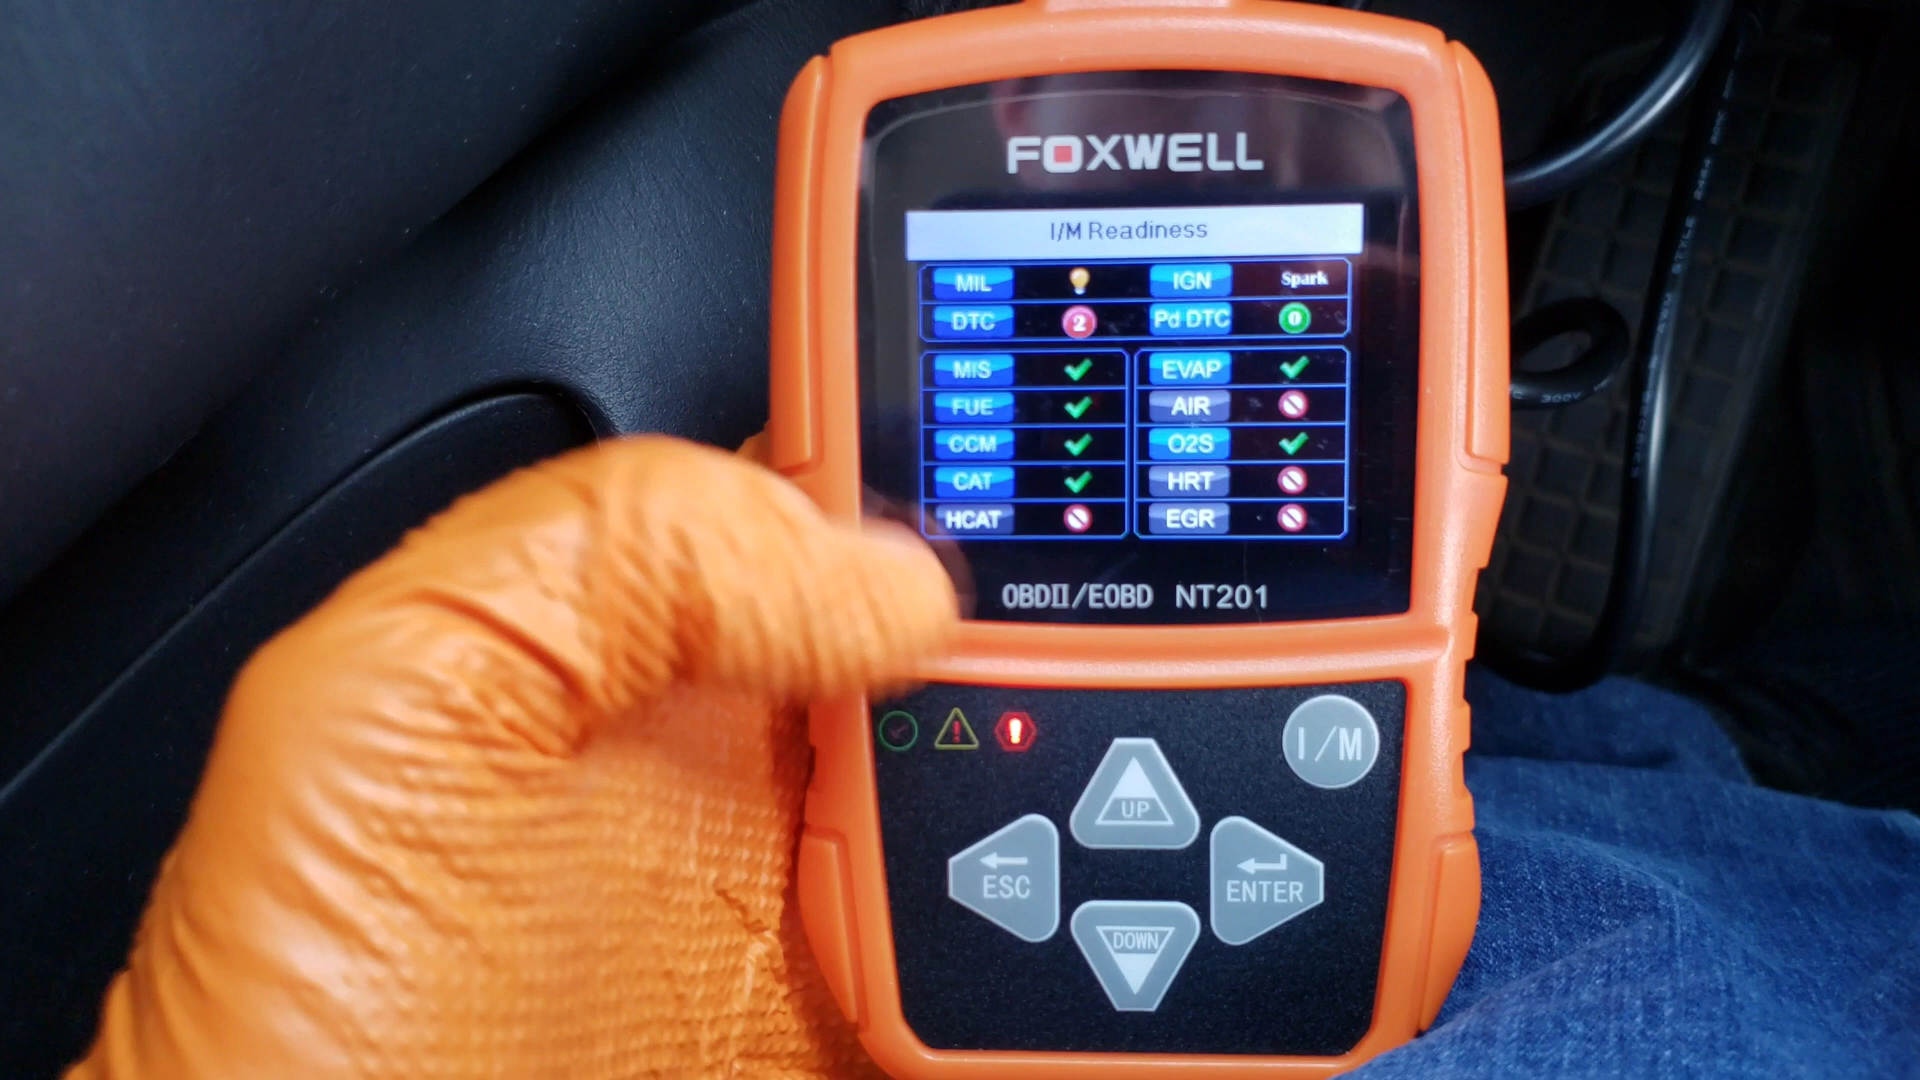 FOXWELL
I/M Readiness
MIL IGN Spark
DTC 2 Pd DTC 0
MIS EVAP
FUE AIR
CCM O2S
CAT HRT
HCAT EGR
OBDII/EOBD NT201
I/M
UP
ESC
ENTER
DOWN
300V